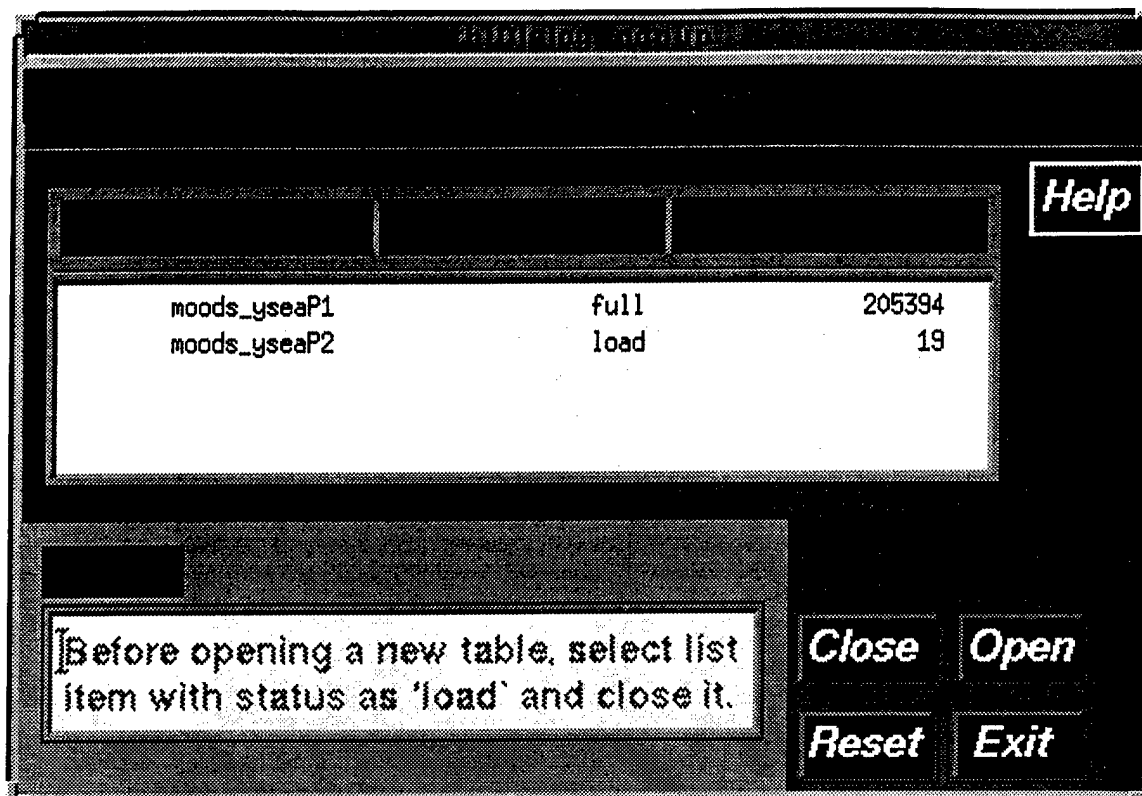 Help
moods_yseaP1 full 205394
moods_yseaP2 load 19
Before opening a new table, select list
item with status as 'load` and close it.
Close Open
Reset Exit